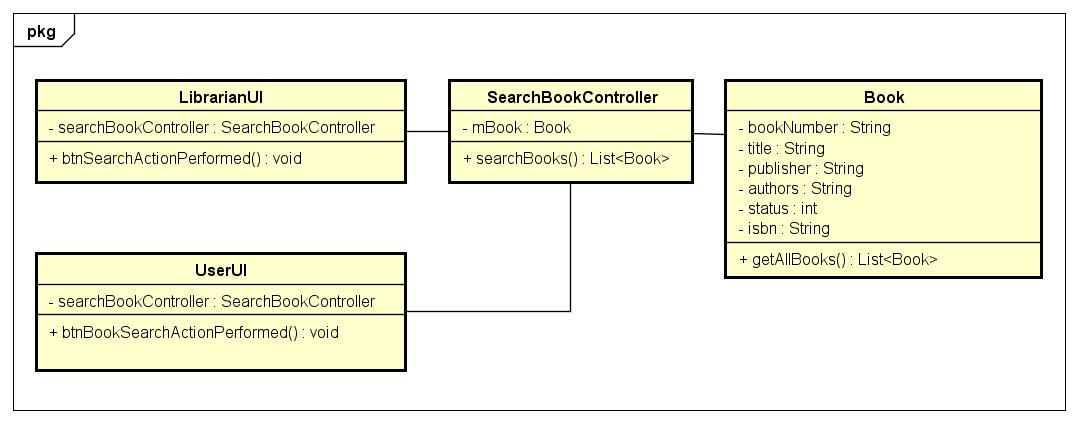 pkg
LibrarianUI
- searchBookController : SearchBookController
+ btnSearchActionPerformed() : void
SearchBookController
- mBook : Book
+ searchBooks() : List<Book>
Book
- bookNumber : String
- title : String
- publisher : String
- authors : String
- status : int
- isbn : String
+ getAllBooks() : List<Book>
UserUI
- searchBookController : SearchBookController
+ btnBookSearchActionPerformed() : void